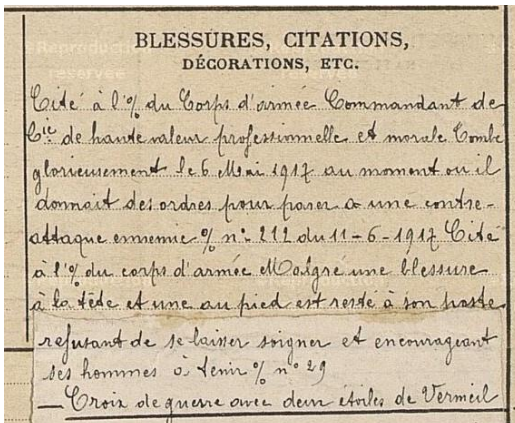 BLESSURES, CITATIONS,
DÉCORATIONS, ETC.
Cité à l'% du Corps d'armée Commandant de
Cie de haute valeur professionnelle et morale Tombé
glorieusement le 6 Mai 1917 au moment ou il
donnait des ordres pour parer a une contre-
attaque ennemie % n° 212 du 11-6-1917 Cité
à l'% du corps d'armée Malgré une blessure
à la tête et une au pied est resté à son poste
refusant de se laisser soigner et encourageant
ses hommes à tenir % n° 29
— Croix de guerre avec deux étoiles de Vermeil